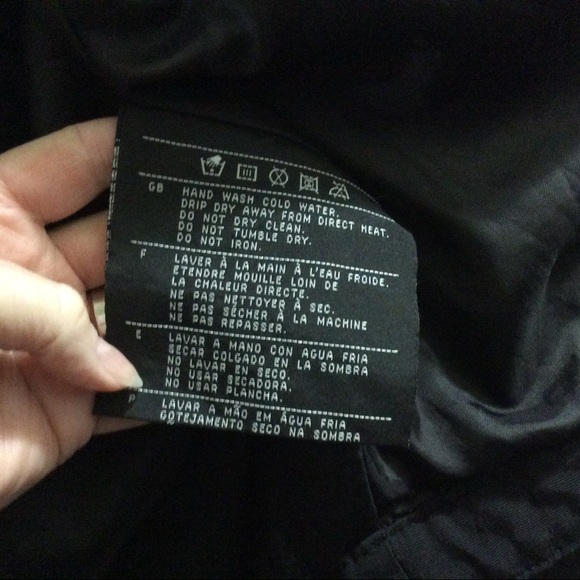 GB HAND WASH COLD WATER.
DRIP DRY AWAY FROM DIRECT HEAT.
DO NOT DRY CLEAN.
DO NOT TUMBLE DRY.
DO NOT IRON.
F LAVER À LA MAIN À L'EAU FROIDE.
ETENDRE MOUILLE LOIN DE
LA CHALEUR DIRECTE.
NE PAS NETTOYER À SEC.
NE PAS SÉCHER À LA MACHINE
NE PAS REPASSER.
E LAVAR A MANO CON AGUA FRIA
SECAR COLGADO EN LA SOMBRA
NO LAVAR EN SECO.
NO USAR SECADORA.
NO USAR PLANCHA.
P LAVAR A MÃO EM ÁGUA FRIA
GOTEJAMENTO SECO NA SOMBRA